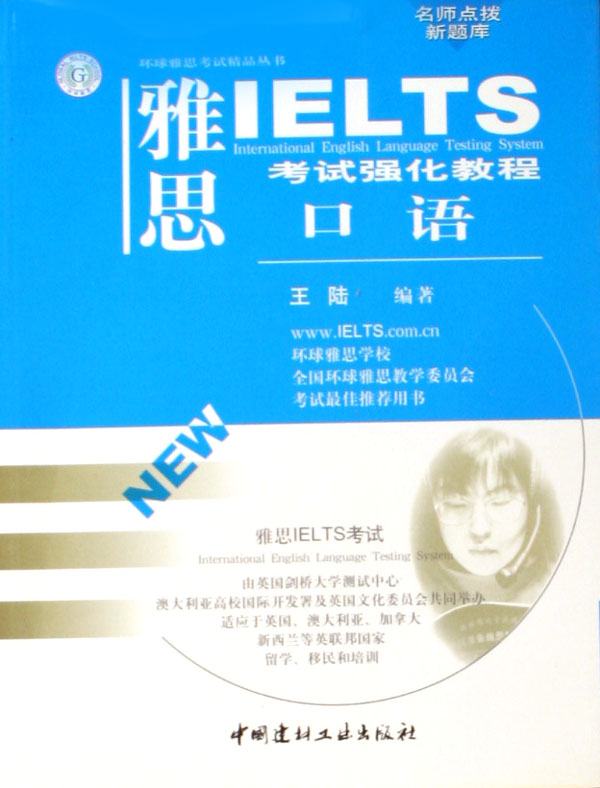 名师点拨
新题库
环球雅思考试精品丛书
G
雅思
IELTS
International English Language Testing System
考试强化教程
口语
王 陆 编著
www.IELTS.com.cn
环球雅思学校
全国环球雅思教学委员会
考试最佳推荐用书
NEW
雅思IELTS考试
International English Language Testing System
由英国剑桥大学测试中心
澳大利亚高校国际开发署及英国文化委员会共同举办
适应于英国、澳大利亚、加拿大
新西兰等英联邦国家
留学、移民和培训
中国建材工业出版社